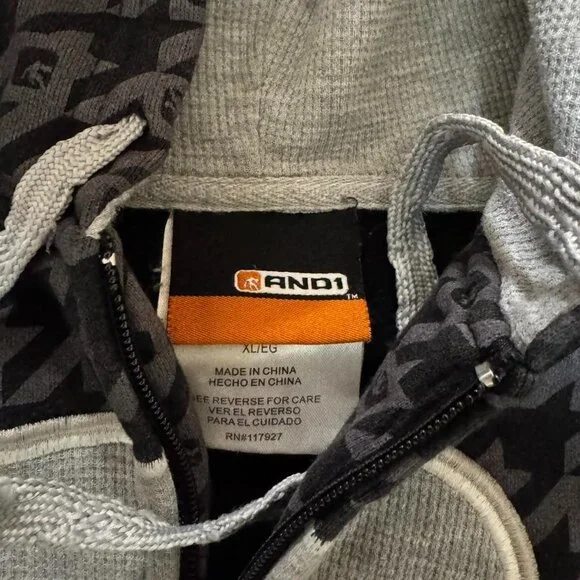 AND1
TM
XL/EG
MADE IN CHINA
HECHO EN CHINA
SEE REVERSE FOR CARE
VER EL REVERSO
PARA EL CUIDADO
RN#117927